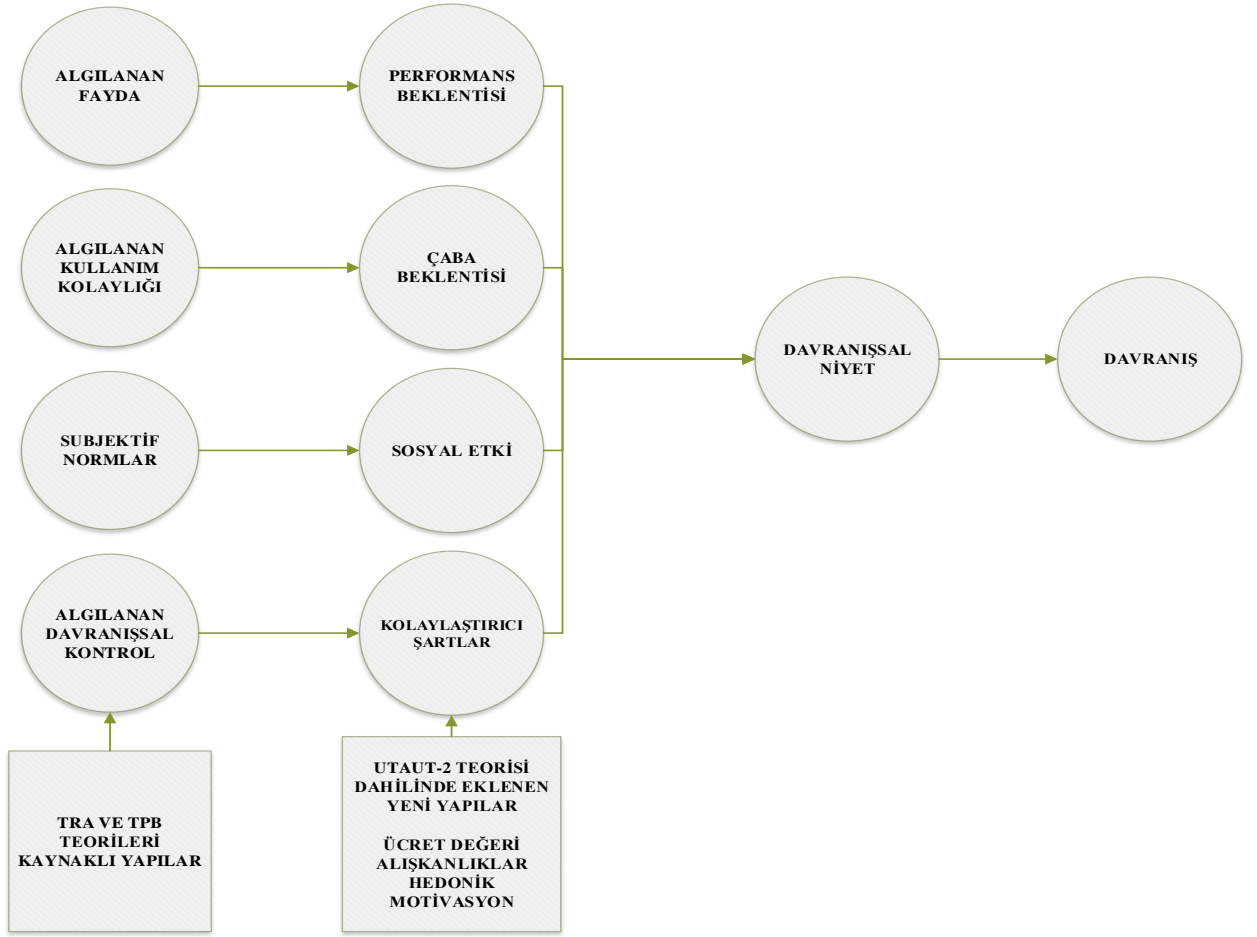 ALGILANAN
FAYDA
PERFORMANS
BEKLENTİSİ
ALGILANAN
KULLANIM
KOLAYLIĞI
ÇABA
BEKLENTİSİ
DAVRANIŞSAL
NİYET
DAVRANIŞ
SUBJEKTİF
NORMLAR
SOSYAL ETKİ
ALGILANAN
DAVRANIŞSAL
KONTROL
KOLAYLAŞTIRICI
ŞARTLAR
TRA VE TPB
TEORİLERİ
KAYNAKLI YAPILAR
UTAUT-2 TEORİSİ
DAHİLİNDE EKLENEN
YENİ YAPILAR
ÜCRET DEĞERİ
ALIŞKANLIKLAR
HEDONİK
MOTİVASYON